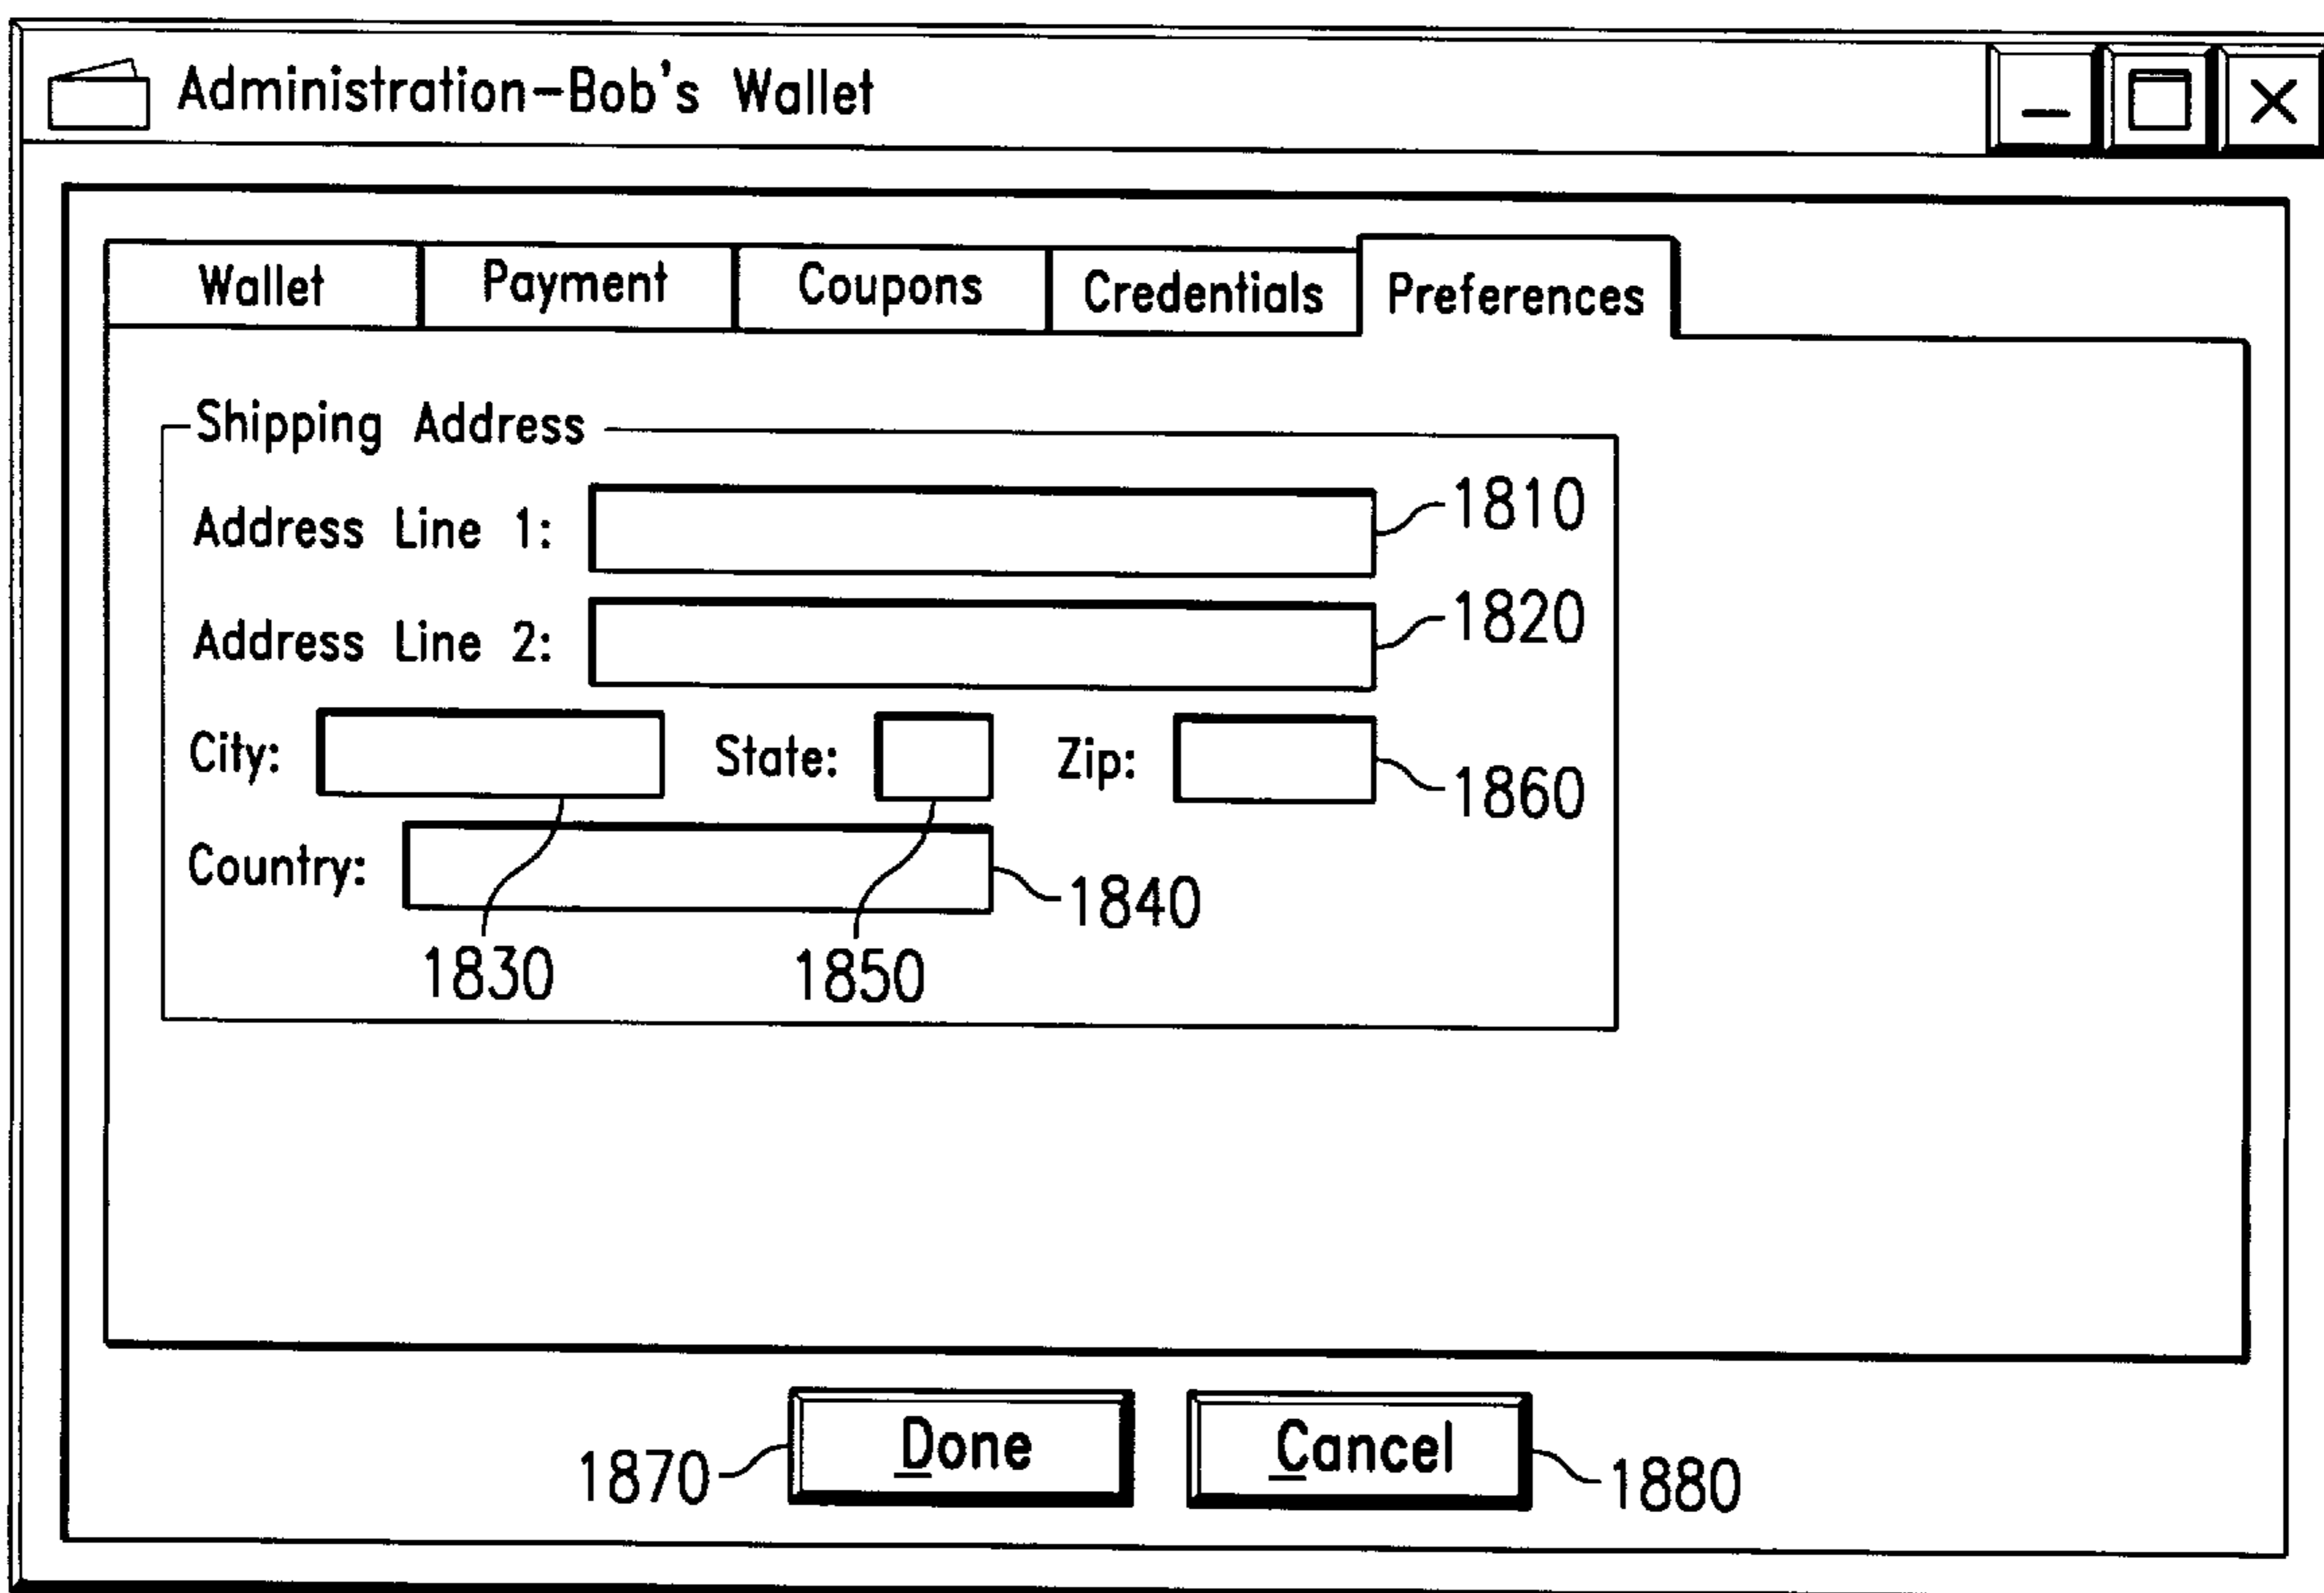 Administration-Bob's Wallet
Wallet Payment Coupons Credentials Preferences
Shipping Address
Address Line 1: 1810
Address Line 2: 1820
City: State: Zip: 1860
Country: 1840
1830 1850
1870 Done Cancel 1880